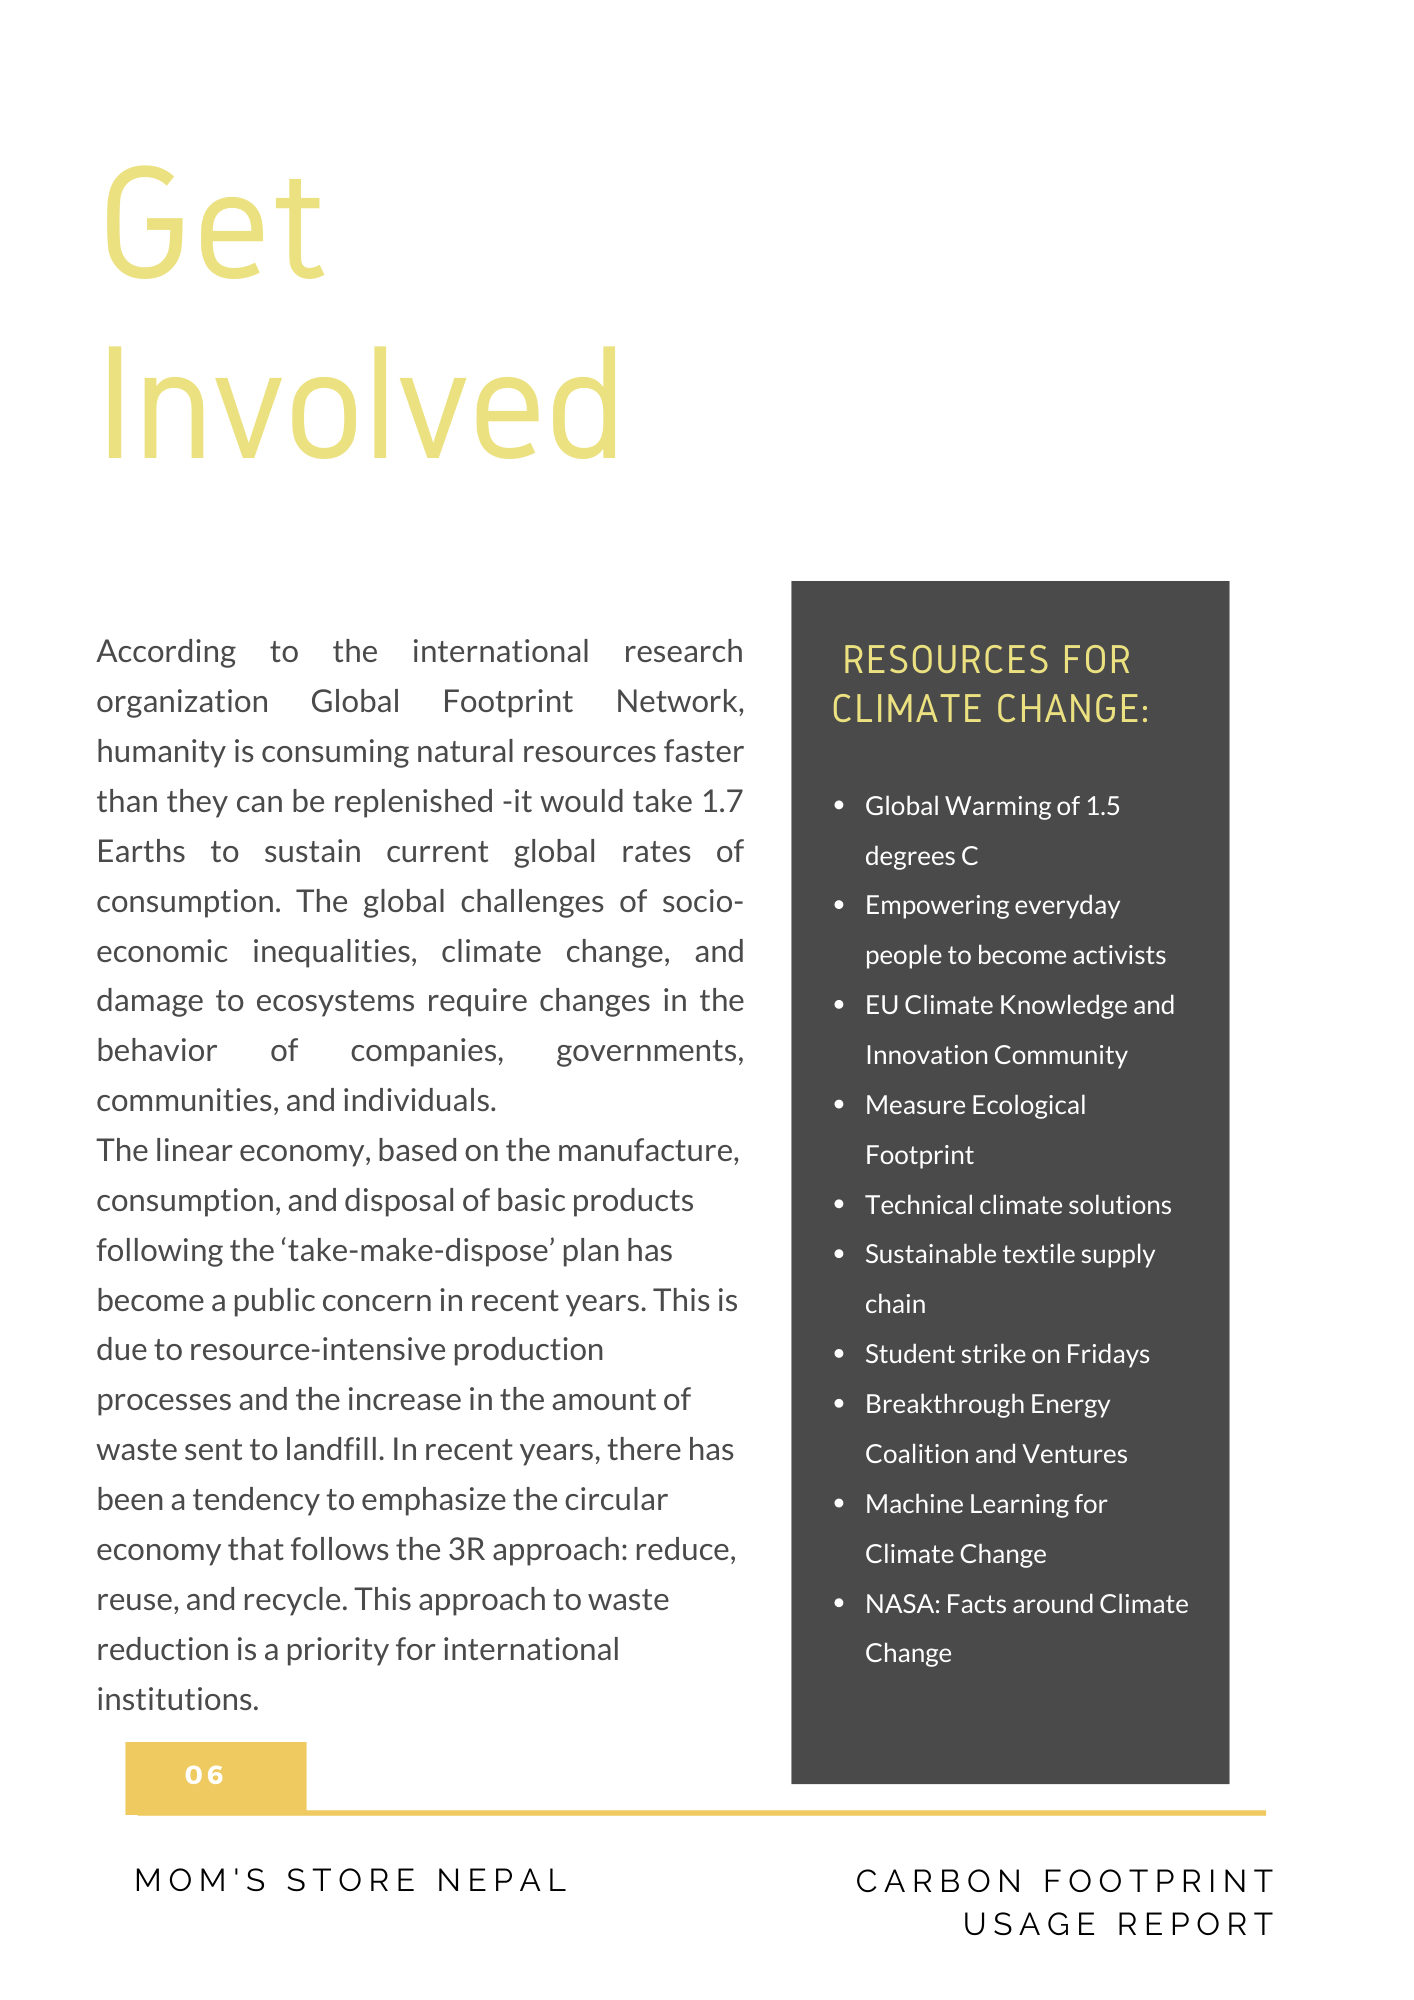 Get
Involved
According to the international research
organization Global Footprint Network,
humanity is consuming natural resources faster
than they can be replenished -it would take 1.7
Earths to sustain current global rates of
consumption. The global challenges of socio-
economic inequalities, climate change, and
damage to ecosystems require changes in the
behavior of companies, governments,
communities, and individuals.
The linear economy, based on the manufacture,
consumption, and disposal of basic products
following the ‘take-make-dispose’ plan has
become a public concern in recent years. This is
due to resource-intensive production
processes and the increase in the amount of
waste sent to landfill. In recent years, there has
been a tendency to emphasize the circular
economy that follows the 3R approach: reduce,
reuse, and recycle. This approach to waste
reduction is a priority for international
institutions.
RESOURCES FOR
CLIMATE CHANGE:
• Global Warming of 1.5
degrees C
• Empowering everyday
people to become activists
• EU Climate Knowledge and
Innovation Community
• Measure Ecological
Footprint
• Technical climate solutions
• Sustainable textile supply
chain
• Student strike on Fridays
• Breakthrough Energy
Coalition and Ventures
• Machine Learning for
Climate Change
• NASA: Facts around Climate
Change
06
MOM'S STORE NEPAL
CARBON FOOTPRINT
USAGE REPORT